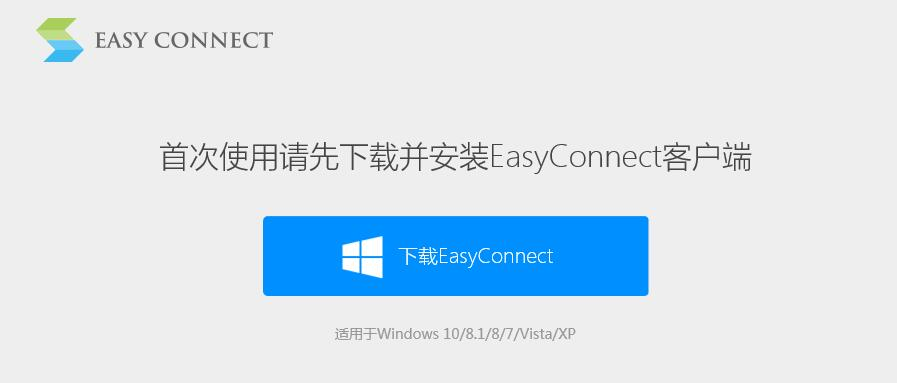 EASY CONNECT
首次使用请先下载并安装EasyConnect客户端
下载EasyConnect
适用于Windows 10/8.1/8/7/Vista/XP